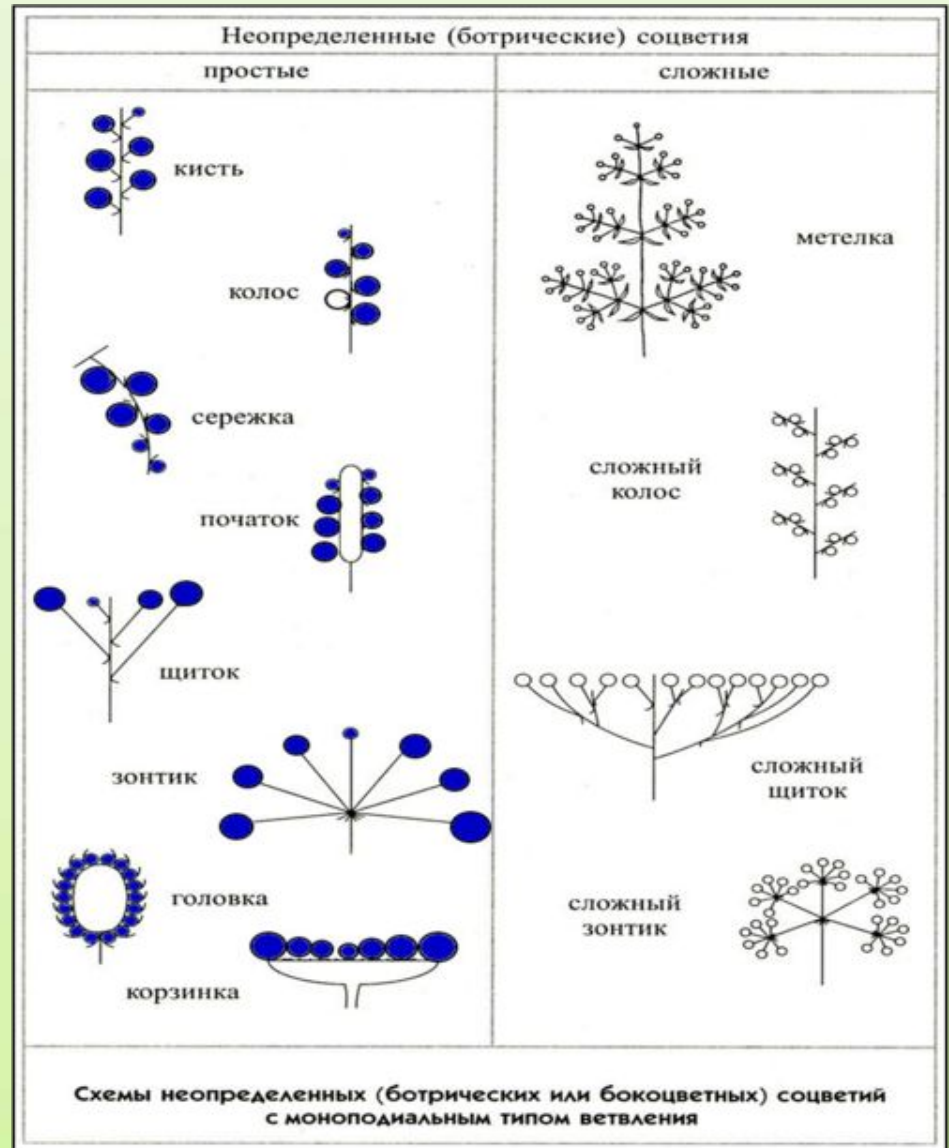 Неопределенные (ботрические) соцветия
простые
сложные
кисть
колос
сережка
початок
щиток
зонтик
головка
корзинка
метелка
сложный
колос
сложный
щиток
сложный
зонтик
Схемы неопределенных (ботрических или бокоцветных) соцветий
с моноподиальным типом ветвления